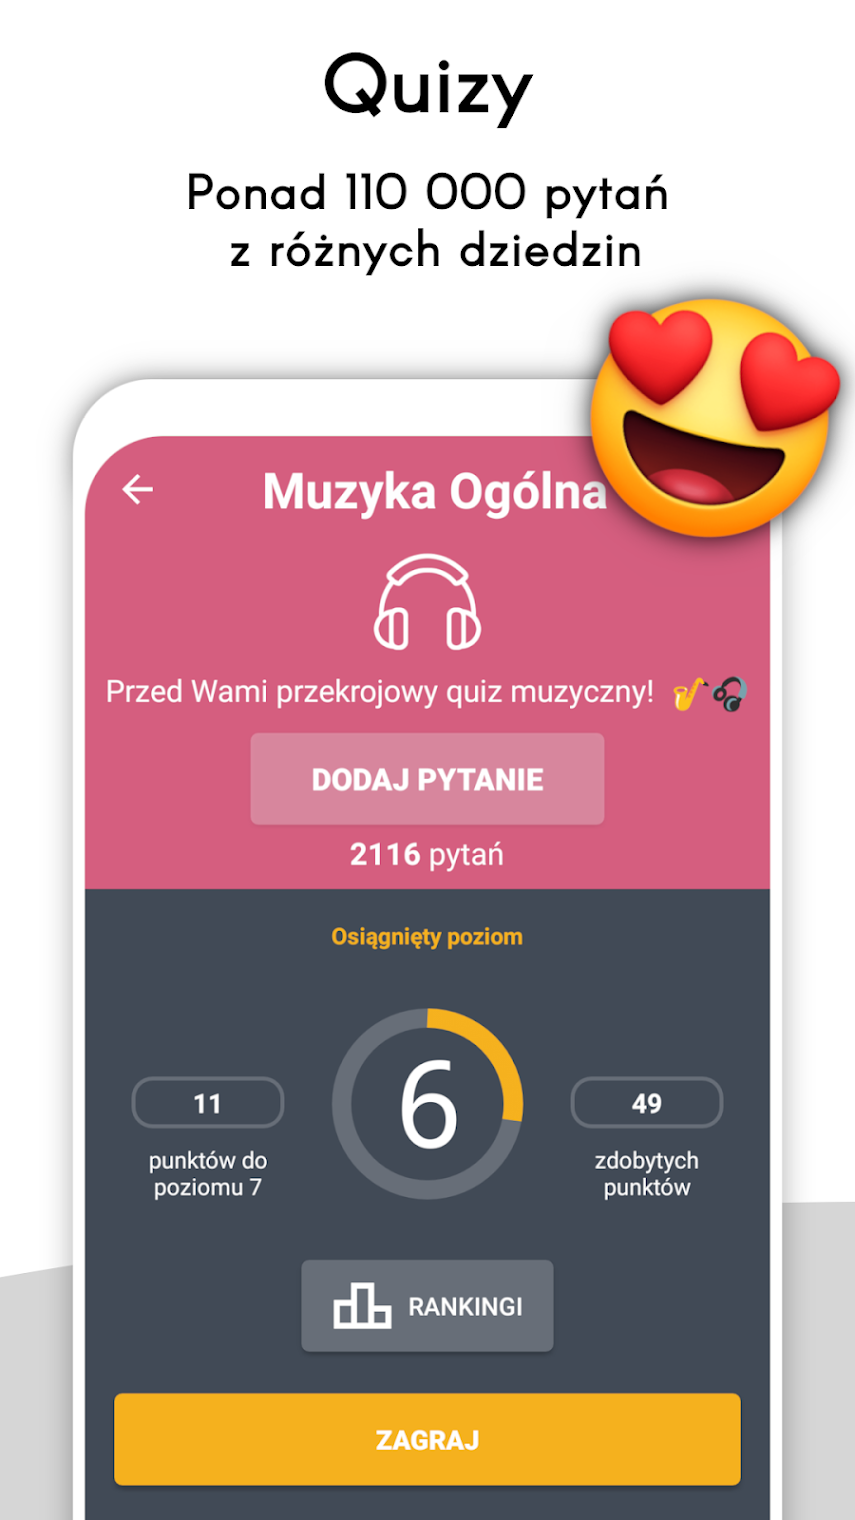 Quizy
Ponad 110 000 pytań
z różnych dziedzin
Muzyka Ogólna
Przed Wami przekrojowy quiz muzyczny! 🎷🎧
DODAJ PYTANIE
2116 pytań
Osiągnięty poziom
11
punktów do
poziomu 7
6
49
zdobytych
punktów
RANKINGI
ZAGRAJ